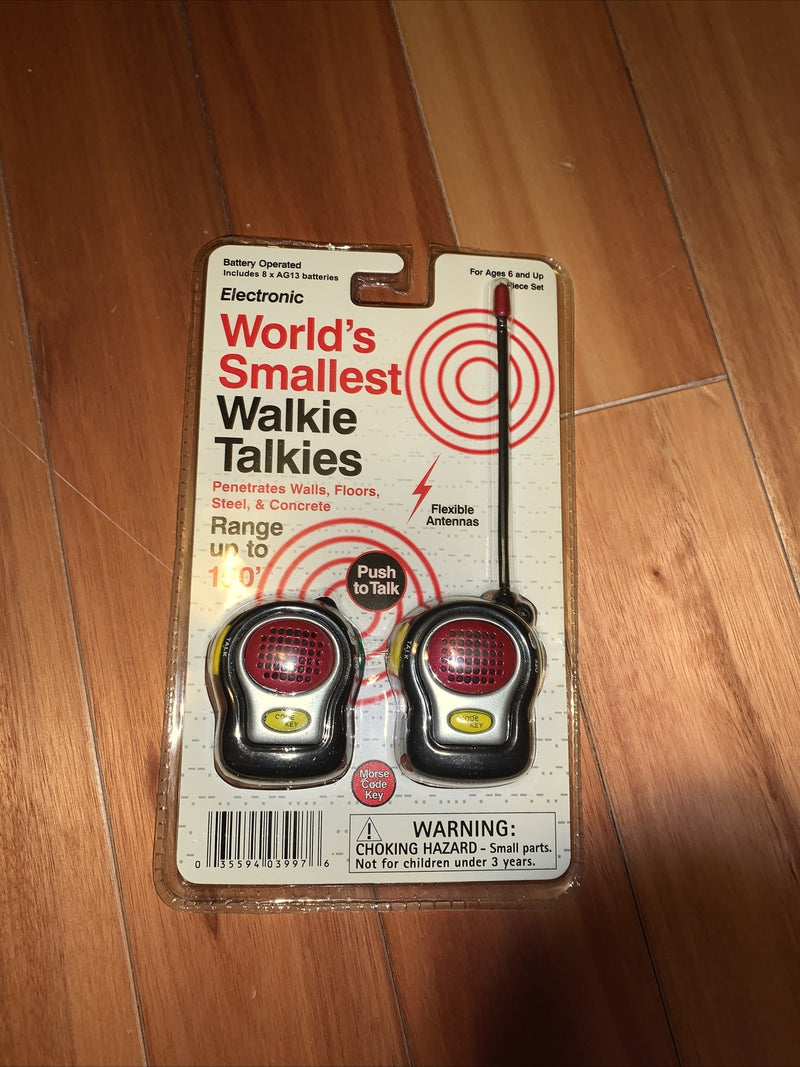 Battery Operated
Includes 8 x AG13 batteries
For Ages 6 and Up
Piece Set
Electronic
World's
Smallest
Walkie
Talkies
Penetrates Walls, Floors,
Steel, & Concrete
Flexible
Antennas
Range
up to
Push
to Talk
TALK
CODE
KEY
TALK
CODE
KEY
Morse
Code
Key
WARNING:
CHOKING HAZARD – Small parts.
Not for children under 3 years.
0 35594 03997 6